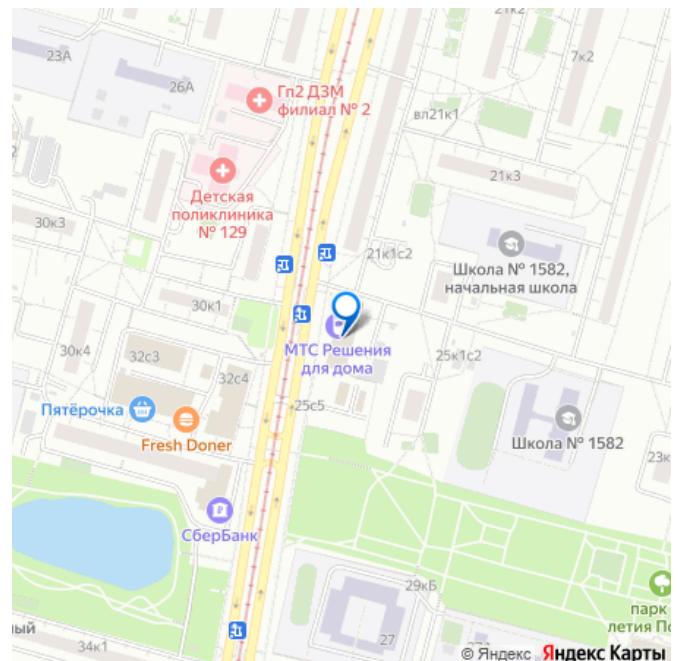 21к2
23А
7к2
26А
Гп2 ДЗМ
филиал № 2
вл21к1
21к3
Детская
поликлиника
№ 129
30к3
21к1с2
Школа № 1582,
начальная школа
30к1
МТС Решения
для дома
30к4
32с3
25к1с2
32с4
Пятёрочка
25с5
Fresh Doner
Школа № 1582
23к
СберБанк
29кБ
парк
летия По
ный
27
34к1
© Яндекс Яндекс Карты